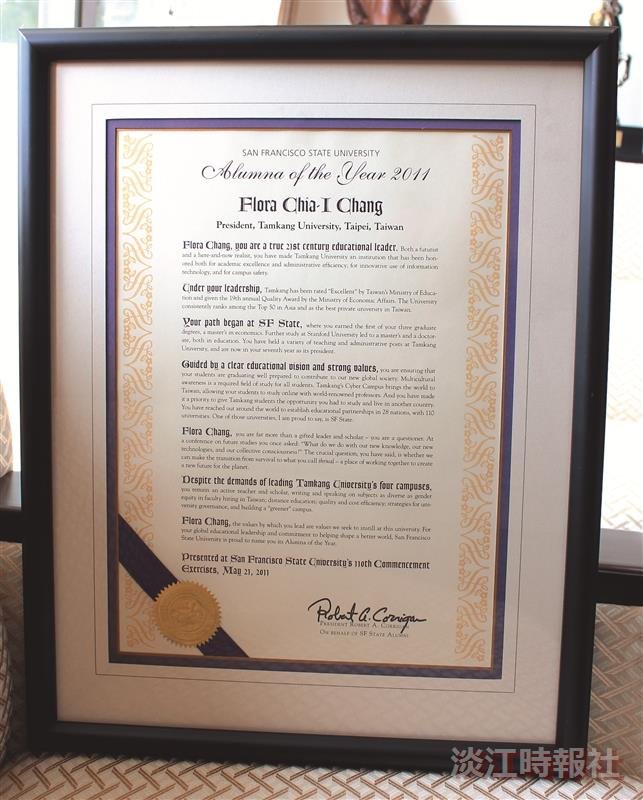 SAN FRANCISCO STATE UNIVERSITY
Alumna of the Year 2011
Flora Chia-I Chang
President, Tamkang University, Taipei, Taiwan
Flora Chang, you are a true 21st century educational leader. Both a futurist
and a here-and-now realist, you have made Tamkang University an institution that has been hon-
ored both for academic excellence and administrative efficiency; for innovative use of information
technology, and for campus safety.
Under your leadership, Tamkang has been rated "Excellent" by Taiwan's Ministry of Educa-
tion and given the 19th annual Quality Award by the Ministry of Economic Affairs. The University
consistently ranks among the Top 50 in Asia and as the best private university in Taiwan.
Your path began at SF State, where you earned the first of your three graduate
degrees, a master's in economics. Further study at Stanford University led to a master's and a doctor-
ate, both in education. You have held a variety of teaching and administrative posts at Tamkang
University, and are now in your seventh year as its president.
Guided by a clear educational vision and strong values, you are ensuring that
your students are graduating well prepared to contribute to our new global society. Multicultural
awareness is a required field of study for all students. Tamkang's Cyber Campus brings the world to
Taiwan, allowing your students to study online with world-renowned professors. And you have made
it a priority to give Tamkang students the opportunity you had to study and live in another country.
You have reached out around the world to establish educational partnerships in 28 nations, with 110
universities. One of those universities, I am proud to say, is SF State.
Flora Chang, you are far more than a gifted leader and scholar – you are a questioner. At
a conference on future studies you once asked: "What do we do with our new knowledge, our new
technologies, and our collective consciousness?" The crucial question, you have said, is whether we
can make the transition from survival to what you call thrival – a place of working together to create
a new future for the planet.
Despite the demands of leading Tamkang University's four campuses,
you remain an active teacher and scholar, writing and speaking on subjects as diverse as gender
equity in faculty hiring in Taiwan; distance education; quality and cost efficiency; strategies for uni-
versity governance, and building a "greener" campus.
Flora Chang, the values by which you lead are values we seek to instill at this university. For
your global educational leadership and commitment to helping shape a better world, San Francisco
State University is proud to name you its Alumna of the Year.
Presented at San Francisco State University's 110th Commencement
Exercises, May 21, 2011
Robert A. Corrigan
President Robert A. Corrigan
On behalf of SF State Alumni
淡江時報社